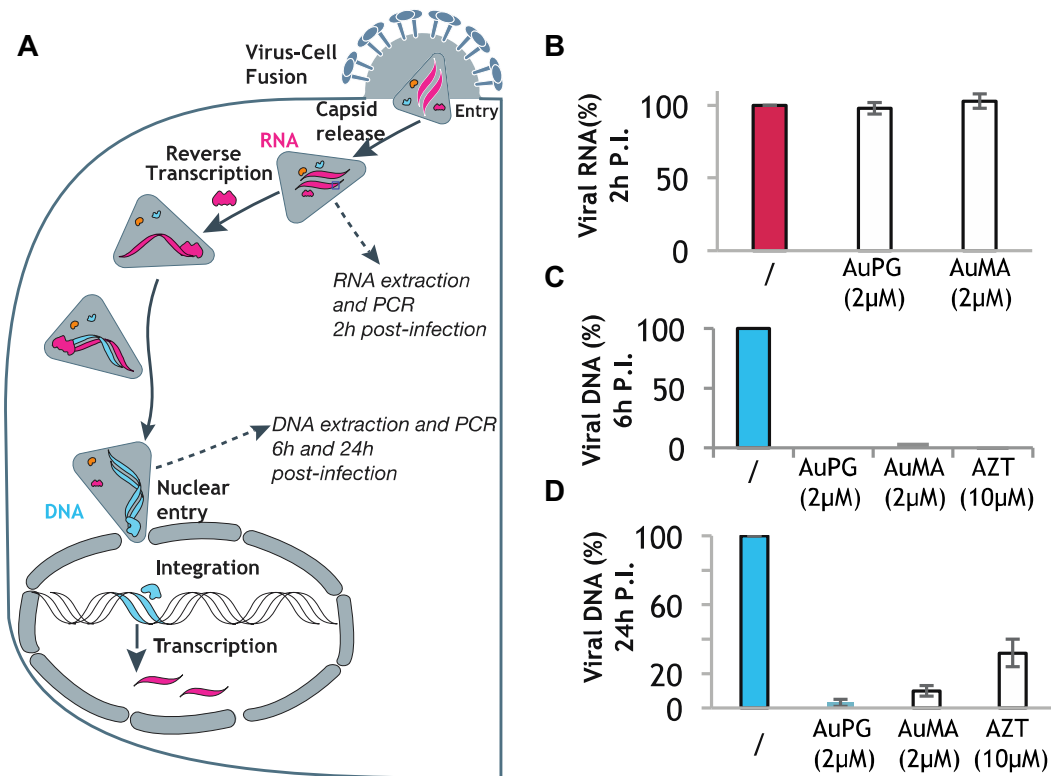 A
Virus-Cell
Fusion
Entry
Capsid
release
RNA
Reverse
Transcription
RNA extraction
and PCR
2h post-infection
DNA extraction and PCR
6h and 24h
post-infection
DNA
Nuclear
entry
Integration
Transcription
B
Viral RNA(%)
2h P.I.
100
50
0
/
AuPG
(2µM)
AuMA
(2µM)
C
Viral DNA (%)
6h P.I.
100
50
0
/
AuPG
(2µM)
AuMA
(2µM)
AZT
(10µM)
D
Viral DNA (%)
24h P.I.
100
60
20
0
/
AuPG
(2µM)
AuMA
(2µM)
AZT
(10µM)